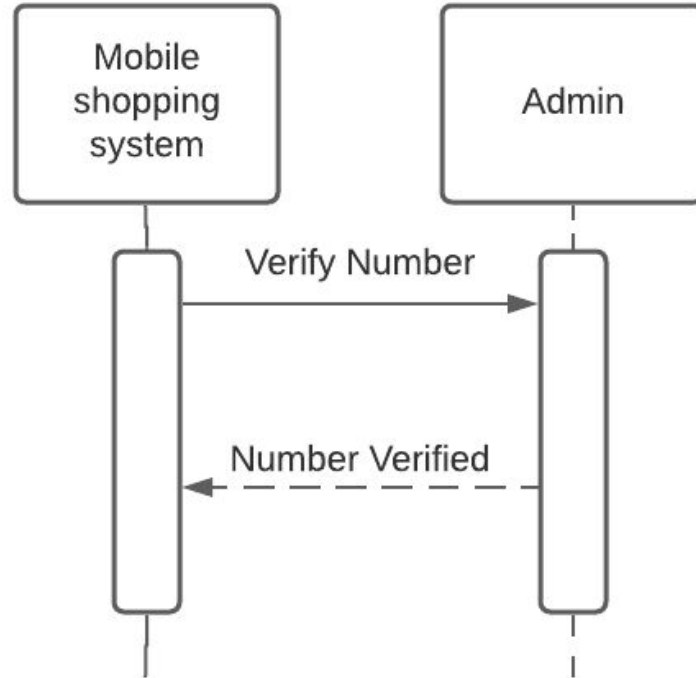 Mobile
shopping
system
Admin
Verify Number
Number Verified